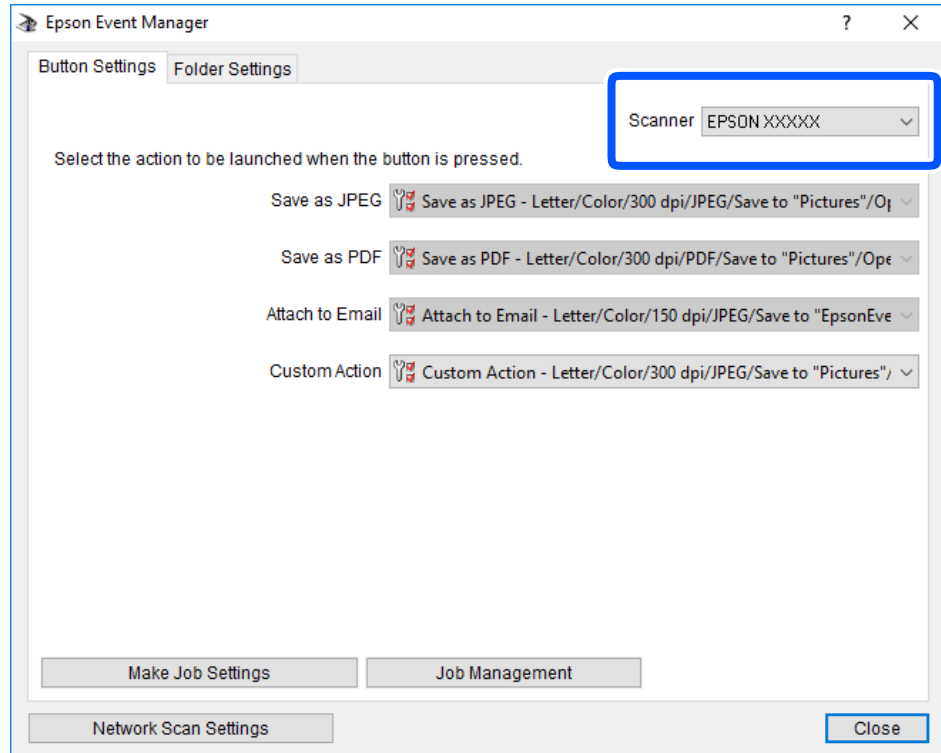 Epson Event Manager
Button Settings
Folder Settings
Scanner EPSON XXXXX
Select the action to be launched when the button is pressed.
Save as JPEG Save as JPEG - Letter/Color/300 dpi/JPEG/Save to "Pictures"/Op
Save as PDF Save as PDF - Letter/Color/300 dpi/PDF/Save to "Pictures"/Ope
Attach to Email Attach to Email - Letter/Color/150 dpi/JPEG/Save to "EpsonEve
Custom Action Custom Action - Letter/Color/300 dpi/JPEG/Save to "Pictures"/
Make Job Settings
Job Management
Network Scan Settings
Close